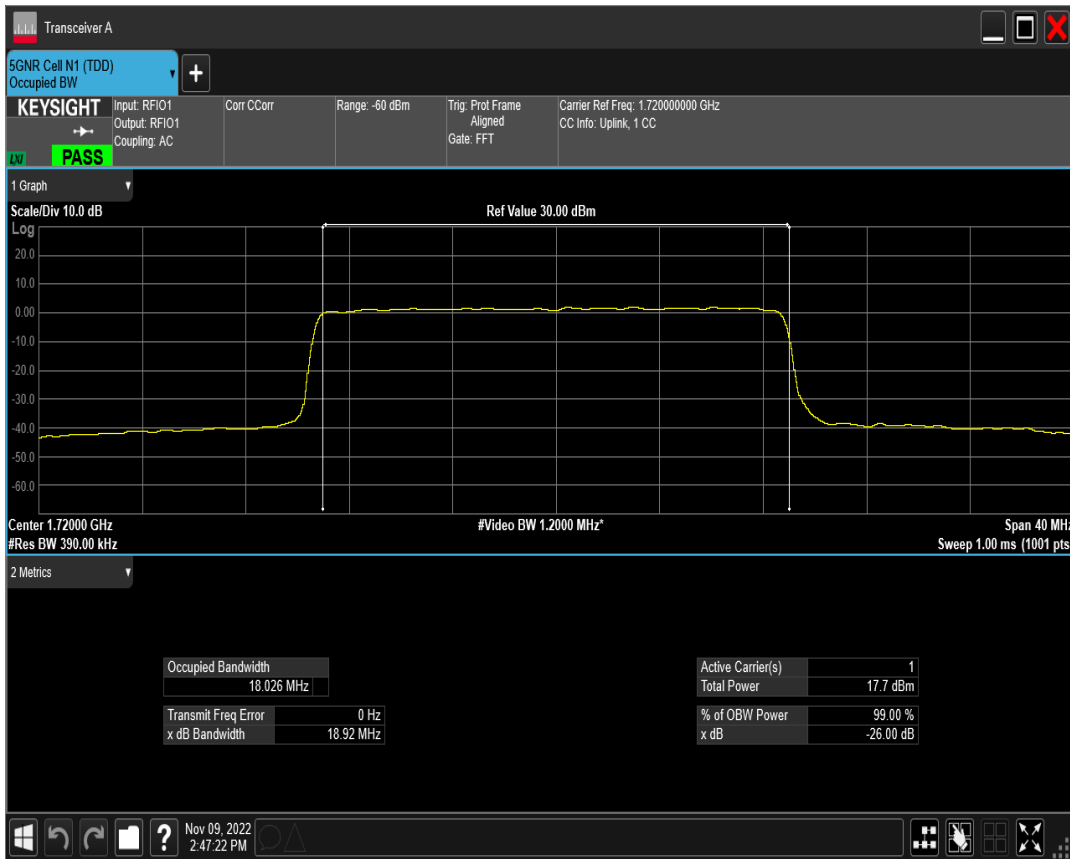 Transceiver A
5GNR Cell N1 (TDD)
Occupied BW
+
KEYSIGHT
LXI
PASS
Input: RFIO1
Output: RFIO1
Coupling: AC
Corr CCorr
Range: -60 dBm
Trig: Prot Frame
Aligned
Gate: FFT
Carrier Ref Freq: 1.720000000 GHz
CC Info: Uplink, 1 CC
1 Graph
Scale/Div 10.0 dB
Ref Value 30.00 dBm
Log
20.0
10.0
0.00
-10.0
-20.0
-30.0
-40.0
-50.0
-60.0
Center 1.72000 GHz
#Video BW 1.2000 MHz*
Span 40 MHz
#Res BW 390.00 kHz
Sweep 1.00 ms (1001 pts
2 Metrics
Occupied Bandwidth
18.026 MHz
Transmit Freq Error 0 Hz
x dB Bandwidth 18.92 MHz
Active Carrier(s) 1
Total Power 17.7 dBm
% of OBW Power 99.00 %
x dB -26.00 dB
?
Nov 09, 2022
2:47:22 PM